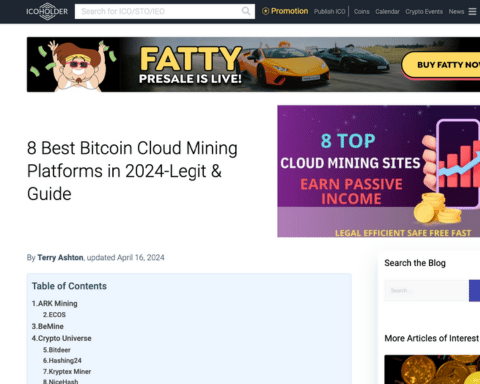 ICOHOLDER
Search for ICO/STO/IEO
Promotion
Publish ICO
Coins
Calendar
Crypto Events
News
FATTY
PRESALE IS LIVE!
BUY FATTY NO
8 Best Bitcoin Cloud Mining
Platforms in 2024-Legit &
Guide
8 TOP
CLOUD MINING SITES
EARN PASSIVE
INCOME
LEGAL EFFICIENT SAFE FREE FAST
By Terry Ashton, updated April 16, 2024
Table of Contents
1.ARK Mining
2.ECOS
3.BeMine
4.Crypto Universe
5.Bitdeer
6.Hashing24
7.Kryptex Miner
8.NiceHash
Search the Blog
Search...
More Articles of Interest